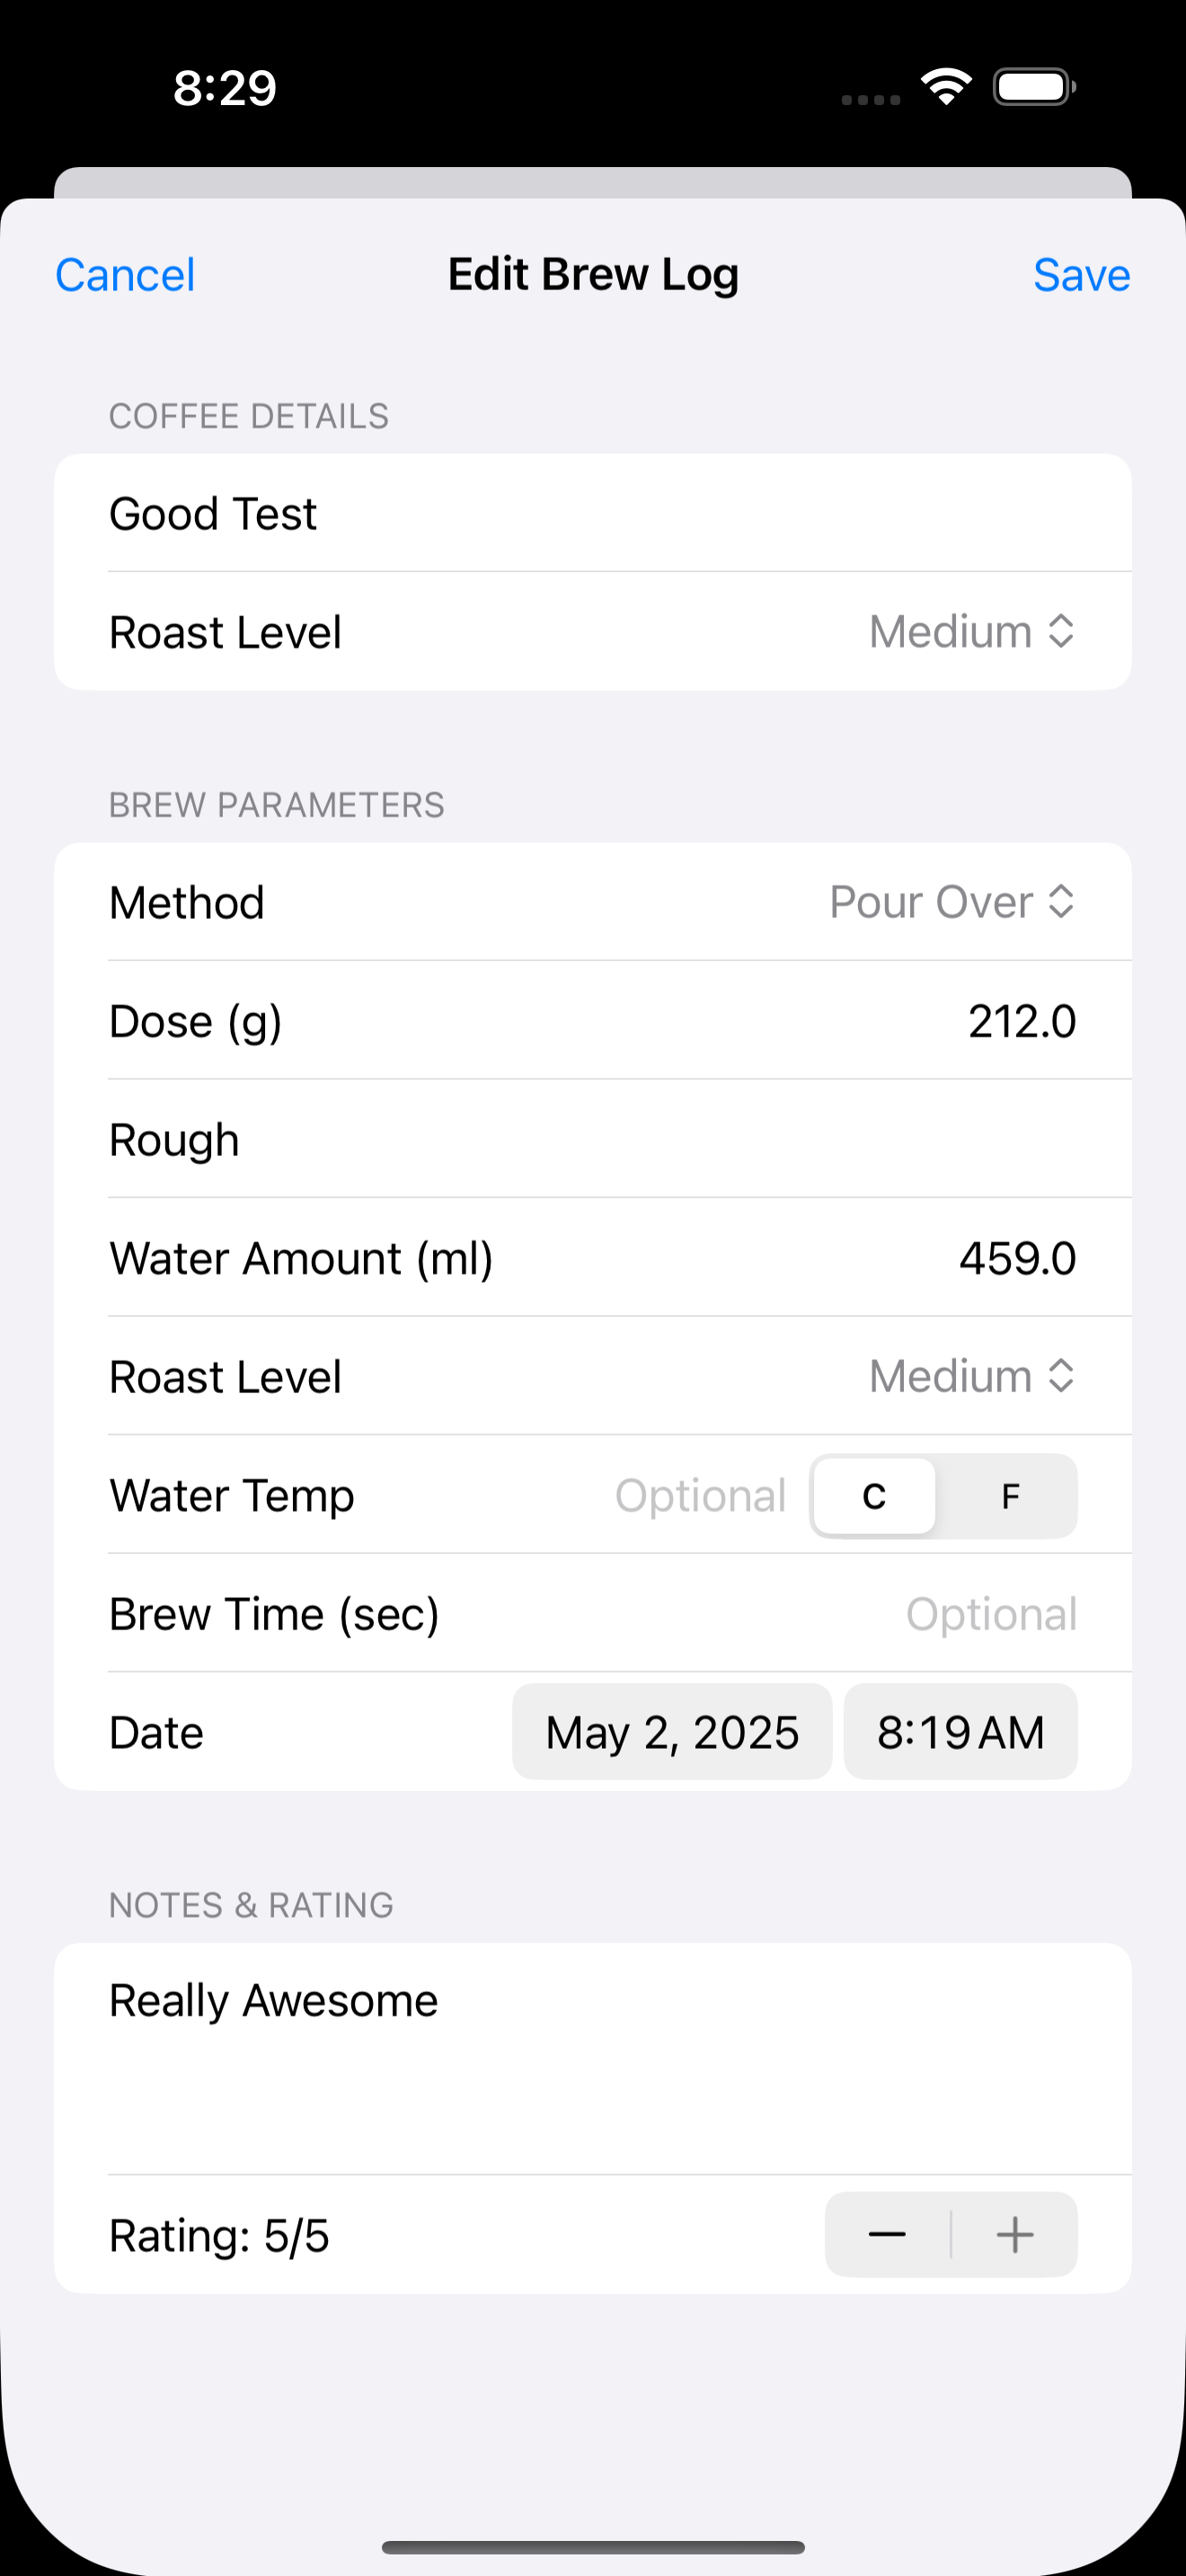 8:29
Cancel Edit Brew Log Save
COFFEE DETAILS
Good Test
Roast Level Medium
BREW PARAMETERS
Method Pour Over
Dose (g) 212.0
Rough
Water Amount (ml) 459.0
Roast Level Medium
Water Temp Optional C F
Brew Time (sec) Optional
Date May 2, 2025 8:19 AM
NOTES & RATING
Really Awesome
Rating: 5/5